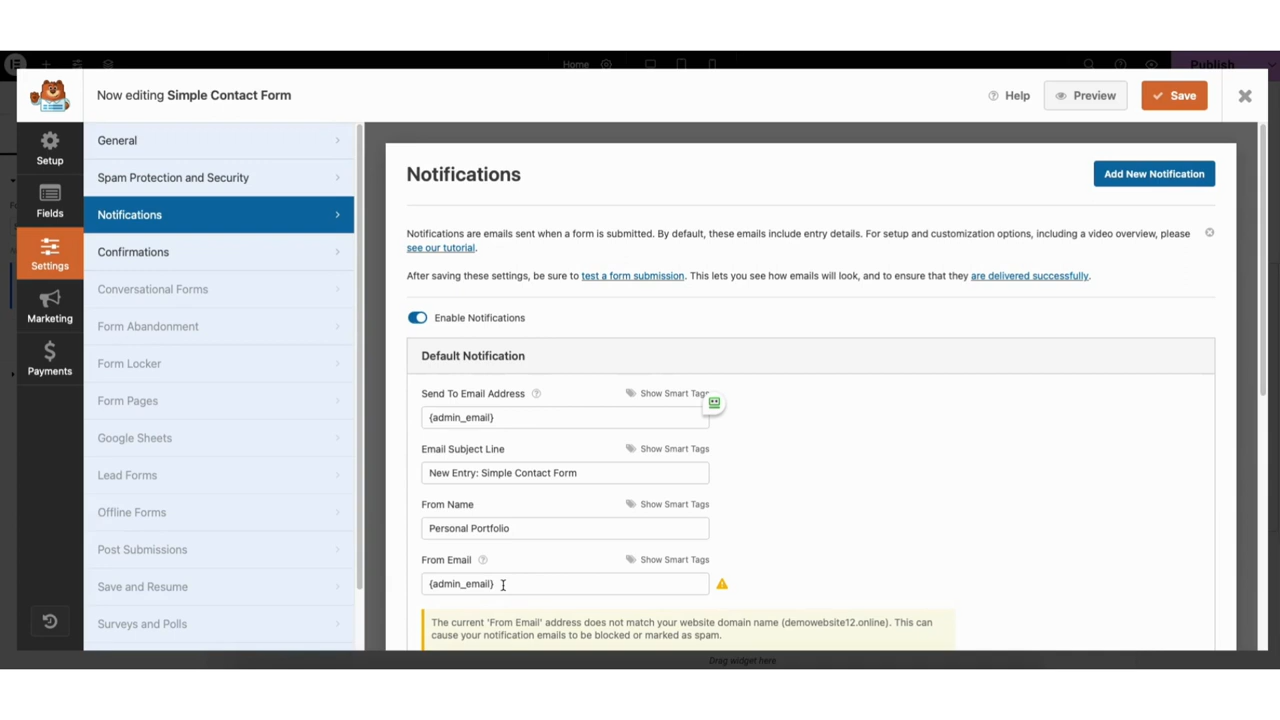 Home
Publish
Now editing Simple Contact Form
Help
Preview
Save
Setup
Fields
Settings
Marketing
Payments
General
Spam Protection and Security
Notifications
Confirmations
Conversational Forms
Form Abandonment
Form Locker
Form Pages
Google Sheets
Lead Forms
Offline Forms
Post Submissions
Save and Resume
Surveys and Polls
Notifications
Add New Notification
Notifications are emails sent when a form is submitted. By default, these emails include entry details. For setup and customization options, including a video overview, please
see our tutorial.
After saving these settings, be sure to test a form submission. This lets you see how emails will look, and to ensure that they are delivered successfully.
Enable Notifications
Default Notification
Send To Email Address
Show Smart Tags
{admin_email}
Email Subject Line
Show Smart Tags
New Entry: Simple Contact Form
From Name
Show Smart Tags
Personal Portfolio
From Email
Show Smart Tags
{admin_email}
The current 'From Email' address does not match your website domain name (demowebsite12.online). This can
cause your notification emails to be blocked or marked as spam.
Drag widget here